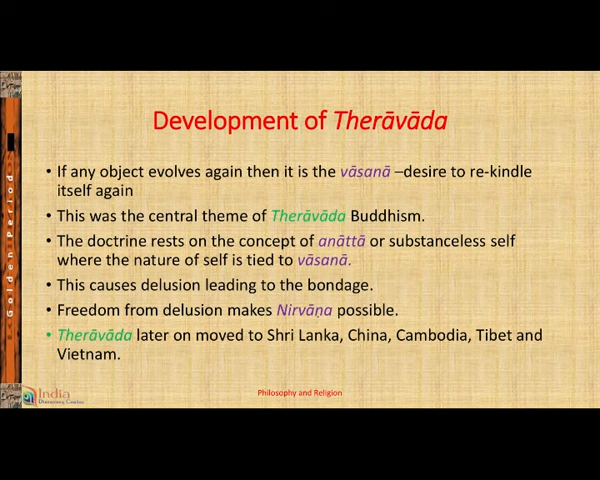 Development of Therāvāda
• If any object evolves again then it is the vāsanā –desire to re-kindle
itself again
• This was the central theme of Therāvāda Buddhism.
• The doctrine rests on the concept of anāttā or substanceless self
where the nature of self is tied to vāsanā.
• This causes delusion leading to the bondage.
• Freedom from delusion makes Nirvāṇa possible.
• Therāvāda later on moved to Shri Lanka, China, Cambodia, Tibet and
Vietnam.
Golden Period
India
Philosophy and Religion